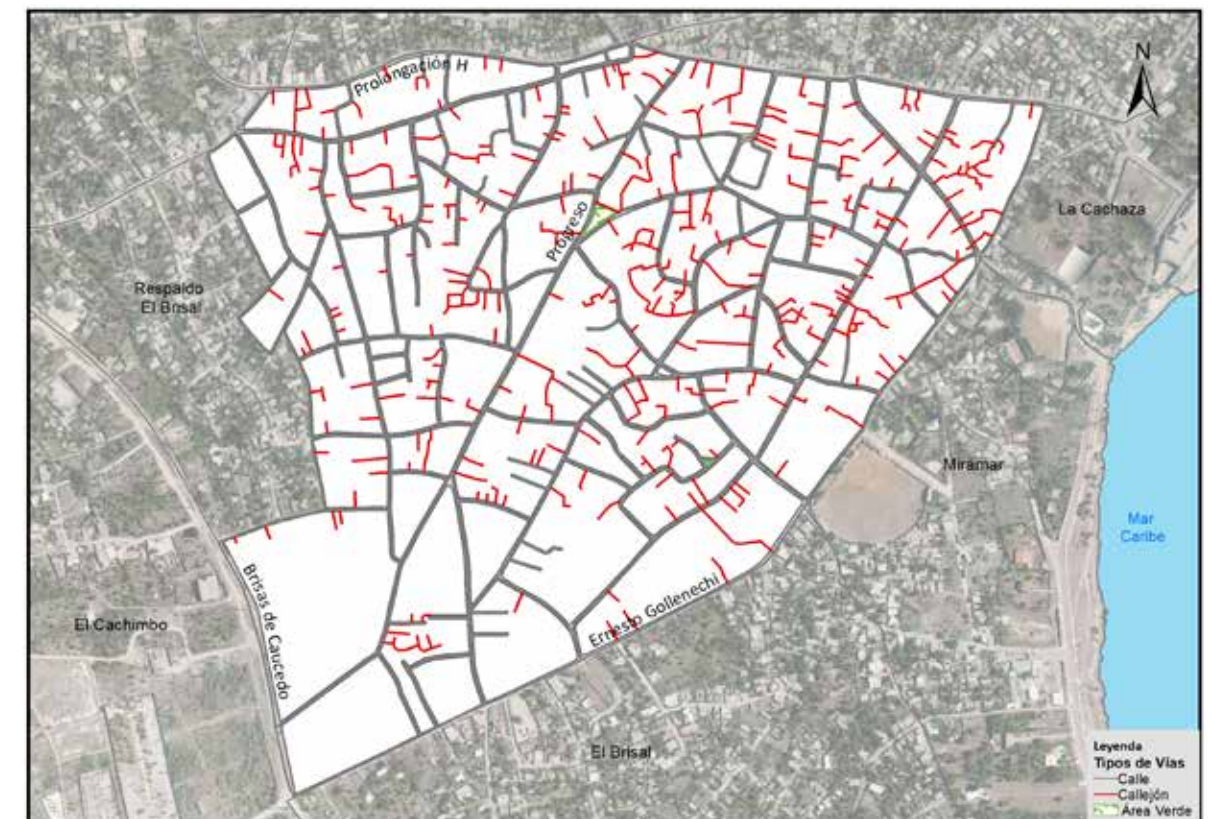 Prolongación H
N
La Cachaza
Progreso
Respaldo
El Brisal
Miramar
Mar
Caribe
Brisas de Caucedo
El Cachimbo
Ernesto Gollenechi
El Brisal
Leyenda
Tipos de Vías
Calle
Callejón
Área Verde